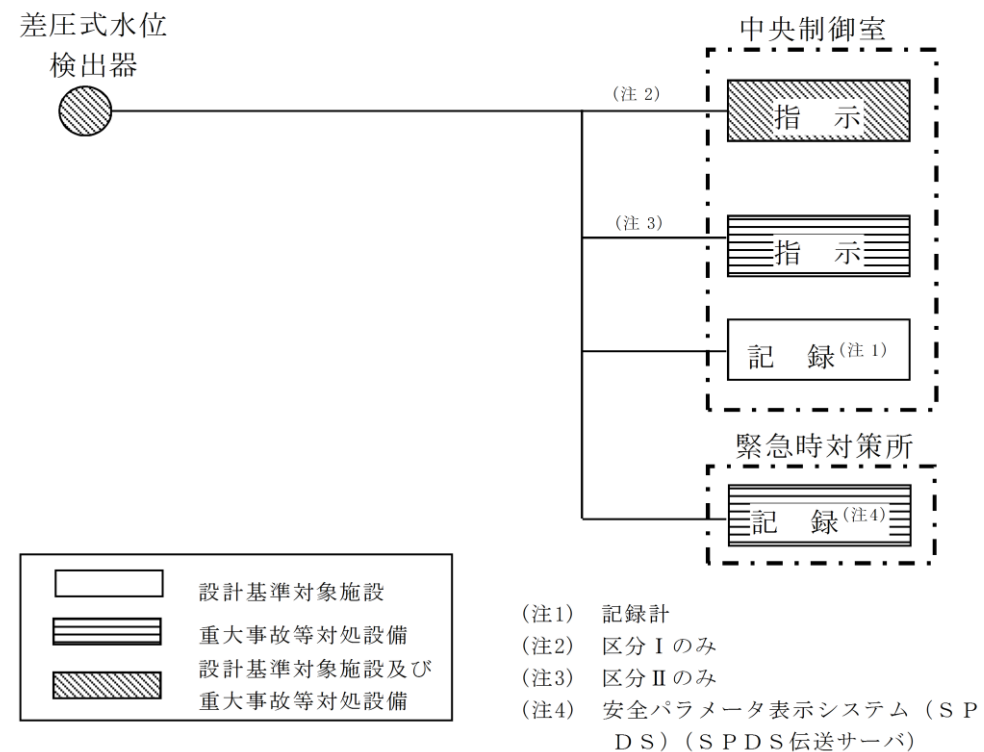 差圧式水位
検出器
中央制御室
(注 2)
指 示
(注 3)
指 示
記 録(注 1)
緊急時対策所
記 録(注4)
設計基準対象施設
重大事故等対処設備
設計基準対象施設及び
重大事故等対処設備
(注1) 記録計
(注2) 区分Ⅰのみ
(注3) 区分Ⅱのみ
(注4) 安全パラメータ表示システム(ＳＰ
ＤＳ)(ＳＰＤＳ伝送サーバ)